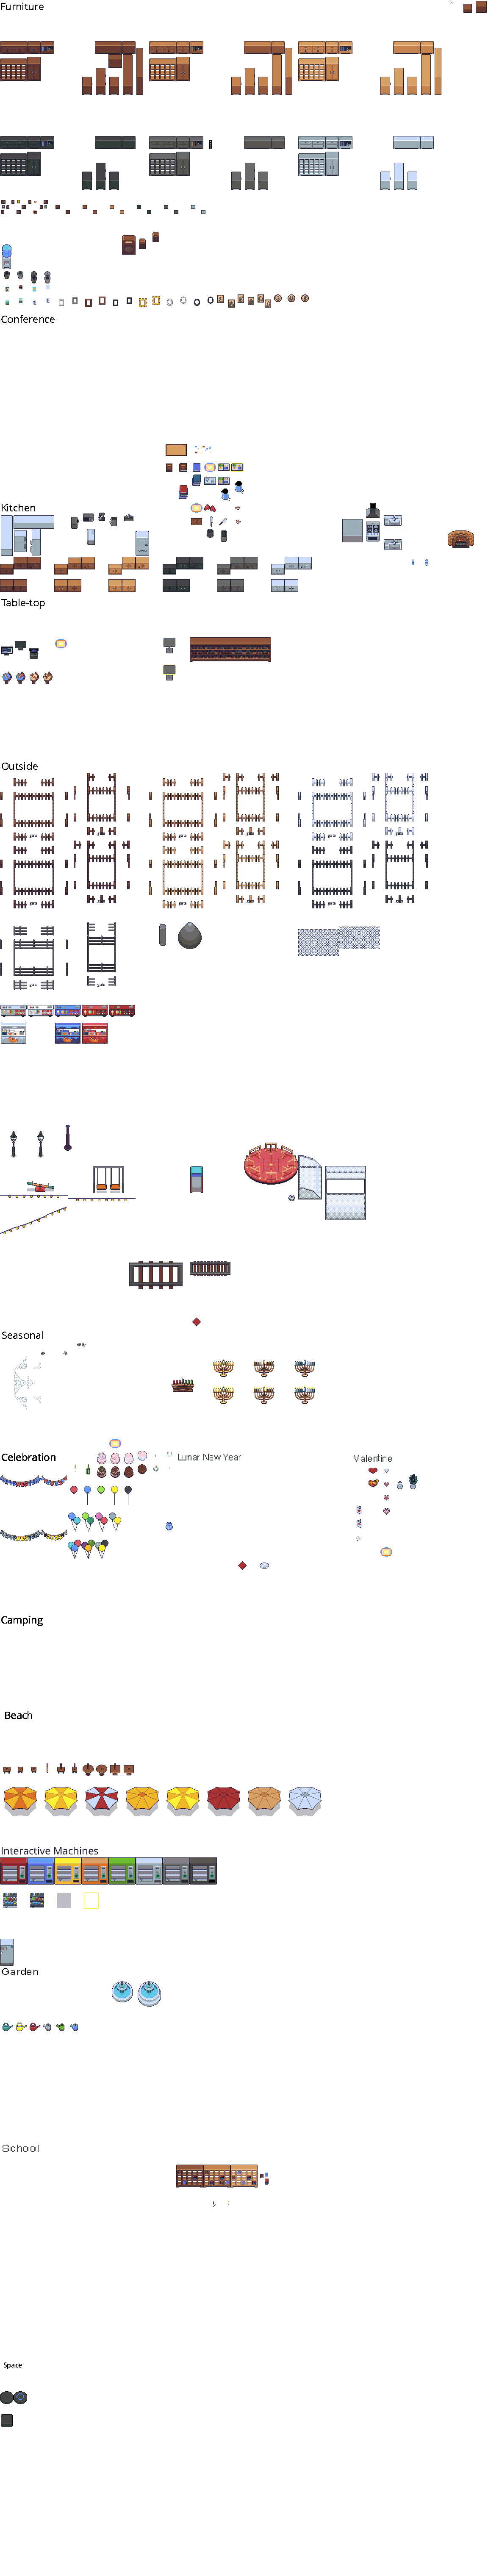 Furniture
Conference
Kitchen
Table-top
Outside
Seasonal
Celebration
Lunar New Year
Valentine
Camping
Beach
Interactive Machines
Garden
School
Space